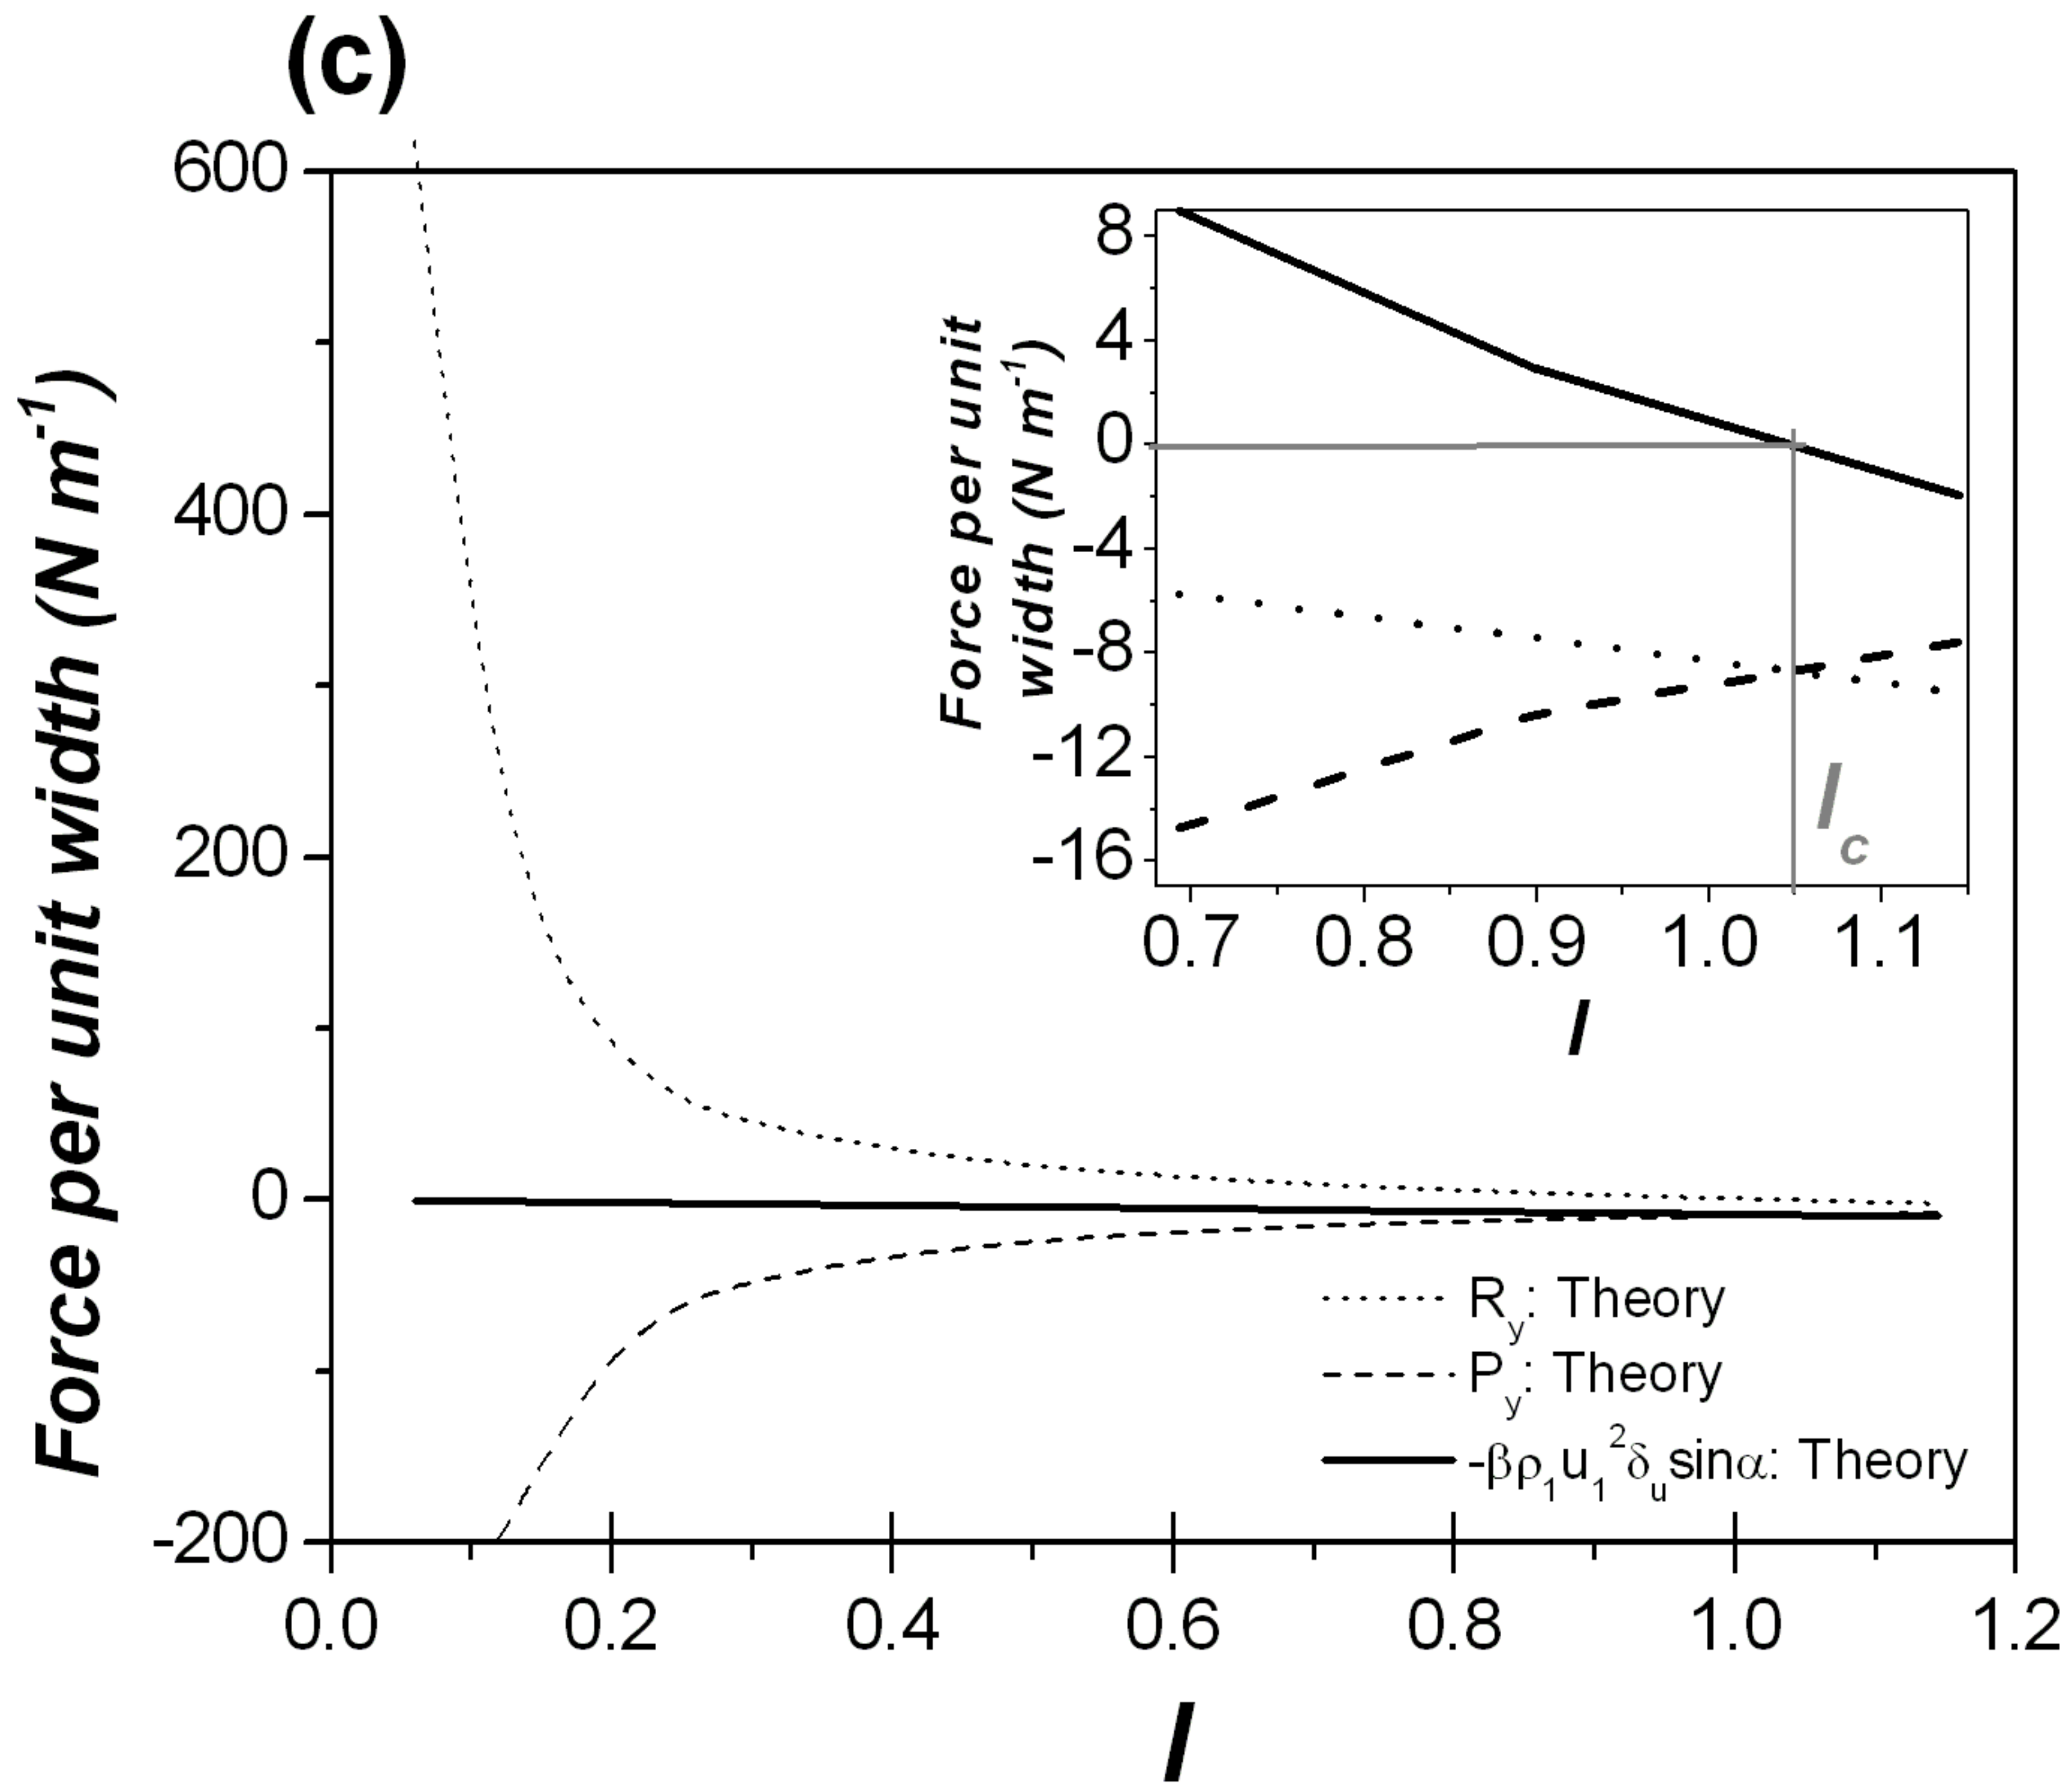 (c)
600
400
200
0
-200
Force per unit width (N m-1)
0.0 0.2 0.4 0.6 0.8 1.0 1.2
I
8
4
0
-4
-8
-12
-16
Force per unit
width (N m-1)
0.7 0.8 0.9 1.0 1.1
I
Ic
Ry: Theory
Py: Theory
-βρ1u1²δusinα: Theory